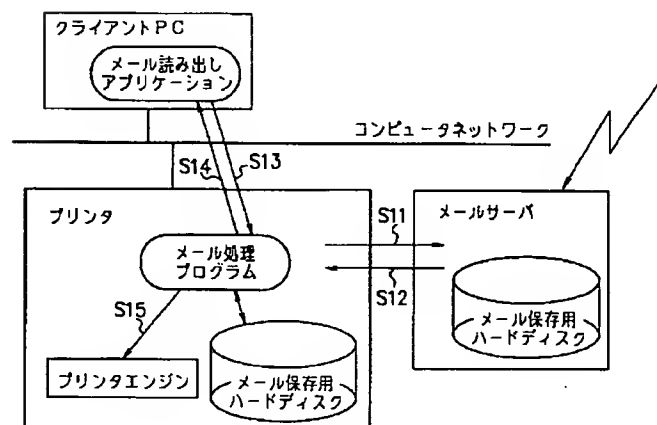 クライアントPC
メール読み出し
アプリケーション
コンピュータネットワーク
S14
S13
プリンタ
メール処理
プログラム
S11
S12
メールサーバ
メール保存用
ハードディスク
S15
プリンタエンジン
メール保存用
ハードディスク